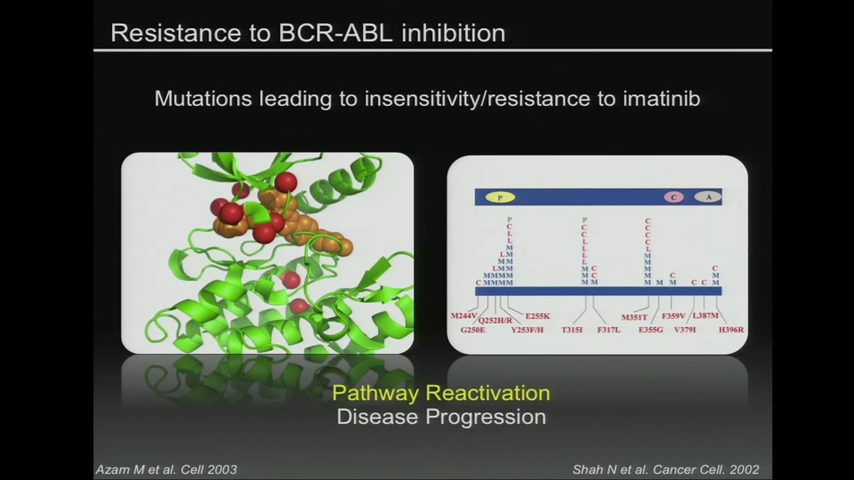 Resistance to BCR-ABL inhibition
Mutations leading to insensitivity/resistance to imatinib
P C A
M244V
G250E
Q252H/R
Y253F/H
E255K
T315I
F317L
M351T
E355G
F359V
V379I
L387M
H396R
Pathway Reactivation
Disease Progression
Azam M et al. Cell 2003
Shah N et al. Cancer Cell. 2002